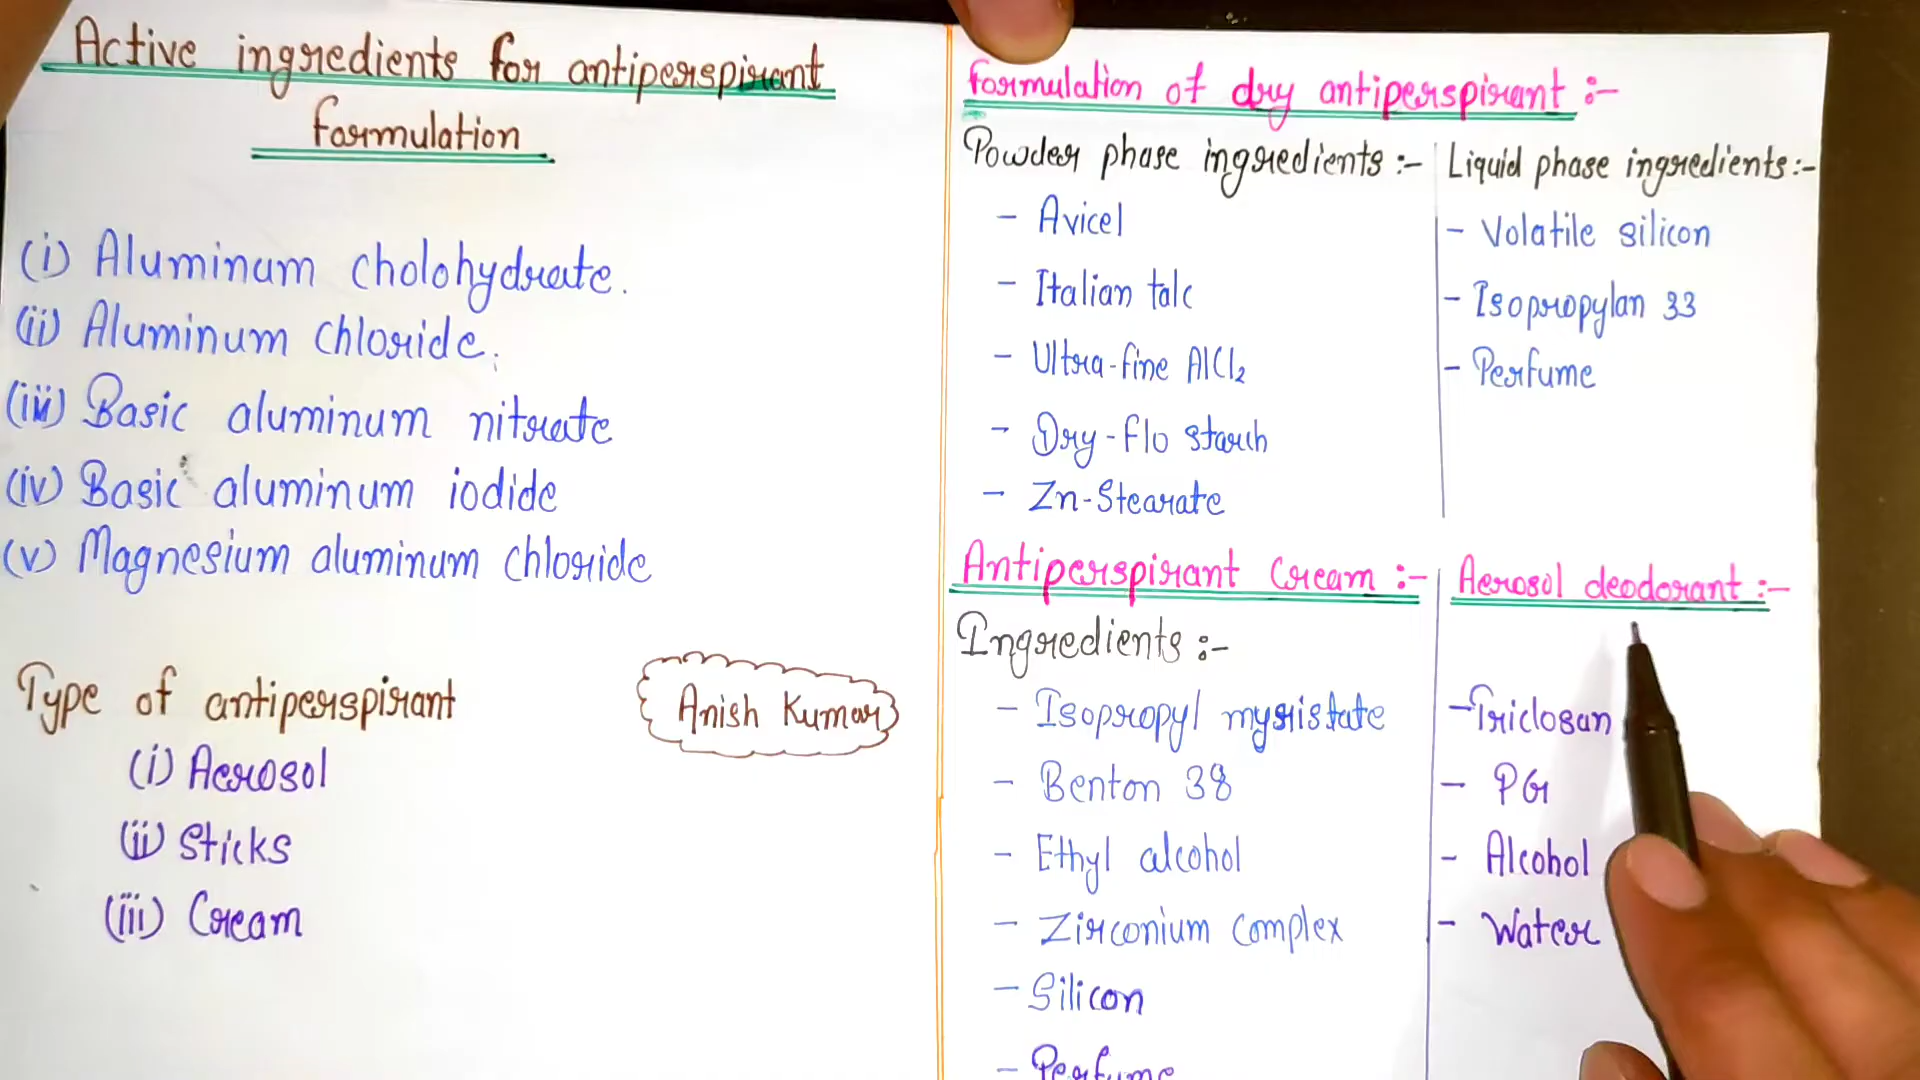 Active ingredients for antiperspirant
formulation
(i) Aluminum cholohydrate.
(ii) Aluminum chloride.
(iii) Basic aluminum nitrate
(iv) Basic aluminum iodide
(v) Magnesium aluminum chloride
Type of antiperspirant
(i) Aerosol
(ii) Sticks
(iii) Cream
Anish Kumar
Formulation of dry antiperspirant :-
Powder phase ingredients :-
- Avicel
- Italian talc
- Ultra-fine AlCl₂
- Dry-Flo starch
- Zn-Stearate
Liquid phase ingredients:-
- Volatile silicon
- Isopropylan 33
- Perfume
Antiperspirant Cream :-
Ingredients :-
- Isopropyl myristate
- Benton 38
- Ethyl alcohol
- Zirconium complex
- Silicon
- Perfume
Aerosol deodorant :-
- Triclosan
- PG
- Alcohol
- Water